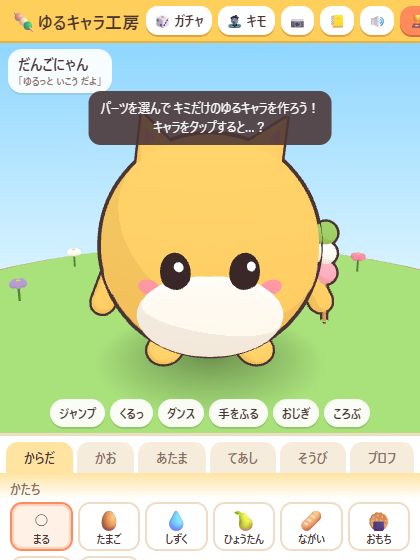 ゆるキャラ工房
ガチャ
キモ
だんごにゃん
「ゆるっと いこう だよ」
パーツを選んで キミだけのゆるキャラを作ろう！
キャラをタップすると…？
ジャンプ
くるっ
ダンス
手をふる
おじぎ
ころぶ
からだ
かお
あたま
てあし
そうび
プロフ
かたち
まる
たまご
しずく
ひょうたん
ながい
おもち